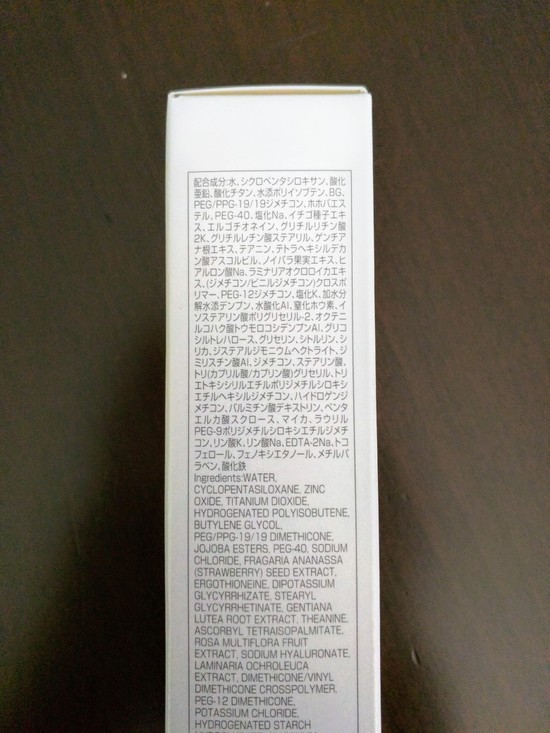 配合成分:水、シクロペンタシロキサン、酸化
亜鉛、酸化チタン、水添ポリイソブテン、BG、
PEG/PPG-19/19ジメチコン、ホホバエス
テル、PEG-40、塩化Na、イチゴ種子エキ
ス、エルゴチオネイン、グリチルリチン酸
2K、グリチルレチン酸ステアリル、ゲンチア
ナ根エキス、テアニン、テトラヘキシルデカ
ン酸アスコルビル、ノイバラ果実エキス、ヒ
アルロン酸Na、ラミナリアオクロロイカエキ
ス、(ジメチコン/ビニルジメチコン)クロスポ
リマー、PEG-12ジメチコン、塩化K、加水分
解水添デンプン、水酸化Al、窒化ホウ素、イ
ソステアリン酸ポリグリセリル-2、オクテニ
ルコハク酸トウモロコシデンプンAl、グリコ
シルトレハロース、グリセリン、シトルリン、シ
リカ、ジステアルジモニウムヘクトライト、ジ
ミリスチン酸Al、ジメチコン、ステアリン酸、
トリ(カプリル酸/カプリン酸)グリセリル、トリ
エトキシシリルエチルポリジメチルシロキシ
エチルヘキシルジメチコン、ハイドロゲンジ
メチコン、パルミチン酸デキストリン、ペンタ
エルカ酸スクロース、マイカ、ラウリル
PEG-9ポリジメチルシロキシエチルジメチ
コン、リン酸K、リン酸Na、EDTA-2Na、トコ
フェロール、フェノキシエタノール、メチルパ
ラベン、酸化鉄
Ingredients:WATER,
CYCLOPENTASILOXANE, ZINC
OXIDE, TITANIUM DIOXIDE,
HYDROGENATED POLYISOBUTENE,
BUTYLENE GLYCOL,
PEG/PPG-19/19 DIMETHICONE,
JOJOBA ESTERS, PEG-40, SODIUM
CHLORIDE, FRAGARIA ANANASSA
(STRAWBERRY) SEED EXTRACT,
ERGOTHIONEINE, DIPOTASSIUM
GLYCYRRHIZATE, STEARYL
GLYCYRRHETINATE, GENTIANA
LUTEA ROOT EXTRACT, THEANINE,
ASCORBYL TETRAISOPALMITATE,
ROSA MULTIFLORA FRUIT
EXTRACT, SODIUM HYALURONATE,
LAMINARIA OCHROLEUCA
EXTRACT, DIMETHICONE/VINYL
DIMETHICONE CROSSPOLYMER,
PEG-12 DIMETHICONE,
POTASSIUM CHLORIDE,
HYDROGENATED STARCH